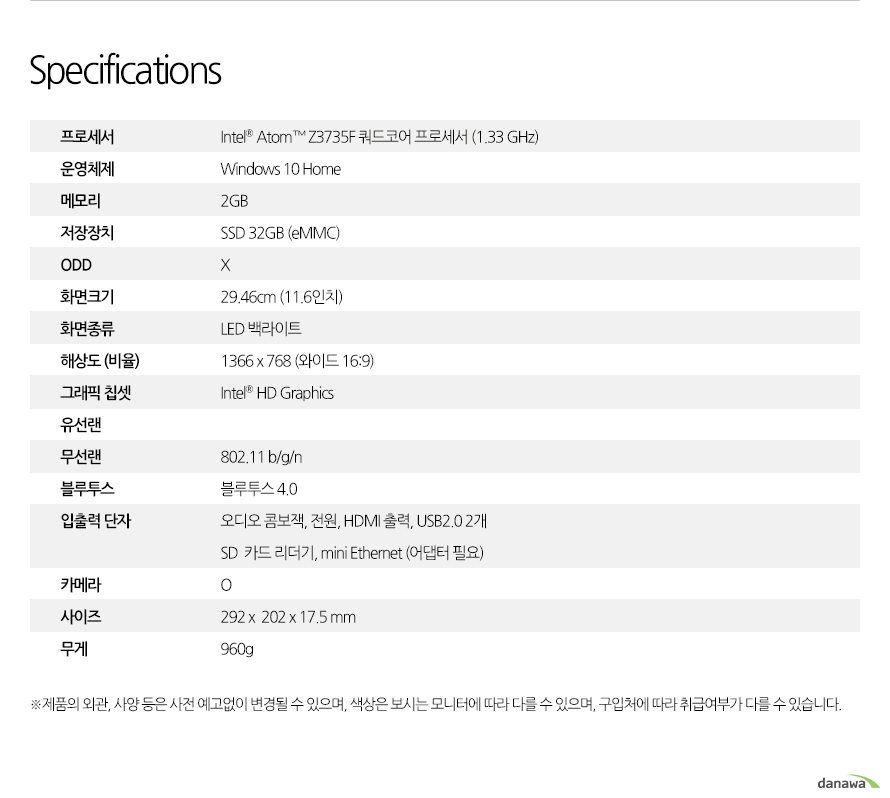 Specifications
프로세서 Intel® Atom™ Z3735F 쿼드코어 프로세서 (1.33 GHz)
운영체제 Windows 10 Home
메모리 2GB
저장장치 SSD 32GB (eMMC)
ODD X
화면크기 29.46cm (11.6인치)
화면종류 LED 백라이트
해상도 (비율) 1366 x 768 (와이드 16:9)
그래픽 칩셋 Intel® HD Graphics
유선랜
무선랜 802.11 b/g/n
블루투스 블루투스 4.0
입출력 단자 오디오 콤보잭, 전원, HDMI 출력, USB2.0 2개
SD 카드 리더기, mini Ethernet (어댑터 필요)
카메라 O
사이즈 292 x 202 x 17.5 mm
무게 960g
※제품의 외관, 사양 등은 사전 예고없이 변경될 수 있으며, 색상은 보시는 모니터에 따라 다를 수 있으며, 구입처에 따라 취급여부가 다를 수 있습니다.
danawa